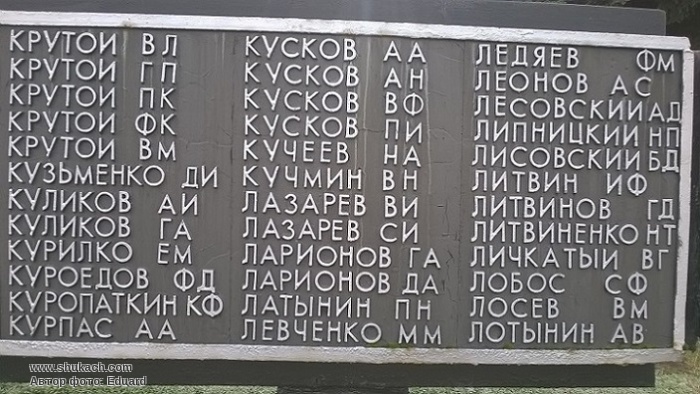 КРУТОЙ ВЛ
КРУТОЙ ГП
КРУТОЙ ПК
КРУТОЙ ФК
КРУТОЙ ВМ
КУЗЬМЕНКО ДИ
КУЛИКОВ АИ
КУЛИКОВ ГА
КУРИЛКО ЕМ
КУРОЕДОВ ФД
КУРОПАТКИН КФ
КУРПАС АА
КУСКОВ АА
КУСКОВ АН
КУСКОВ ВФ
КУСКОВ ПИ
КУЧЕЕВ НА
КУЧМИН ВН
ЛАЗАРЕВ ВИ
ЛАЗАРЕВ СИ
ЛАРИОНОВ ГА
ЛАРИОНОВ ДА
ЛАТЫНИН ПН
ЛЕВЧЕНКО ММ
ЛЕДЯЕВ ФМ
ЛЕОНОВ АС
ЛЕСОВСКИЙ АД
ЛИПНИЦКИЙ НП
ЛИСОВСКИЙ БД
ЛИТВИН ИФ
ЛИТВИНОВ ГД
ЛИТВИНЕНКО НТ
ЛИЧКАТЫЙ ВГ
ЛОБОС СФ
ЛОСЕВ ВМ
ЛОТЫНИН АВ
www.shukach.com
Автор фото: Eduard